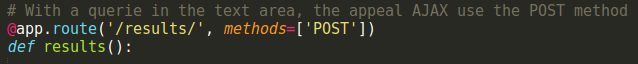 # With a querie in the text area, the appeal AJAX use the POST method
@app.route('/results/', methods=['POST'])
def results():